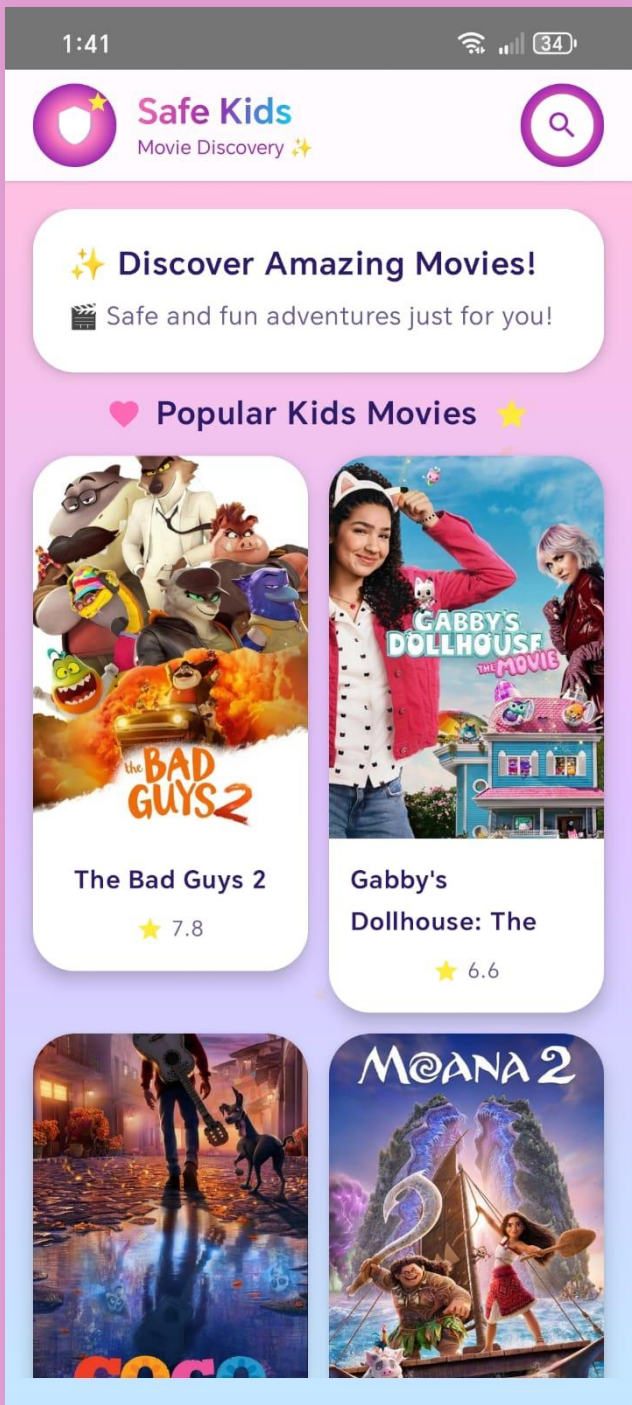 1:41
34
Safe Kids
Movie Discovery ✨
✨ Discover Amazing Movies!
🎬 Safe and fun adventures just for you!
Popular Kids Movies
the BAD
GUYS 2
GABBY'S
DOLLHOUSE
THE MOVIE
The Bad Guys 2
⭐ 7.8
Gabby's
Dollhouse: The
⭐ 6.6
COCO
MOANA 2